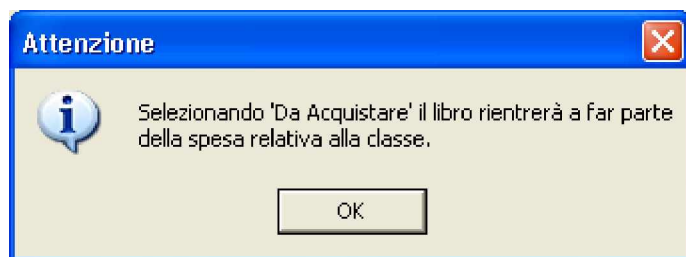 Attenzione
Selezionando 'Da Acquistare' il libro rientrerà a far parte
della spesa relativa alla classe.
OK